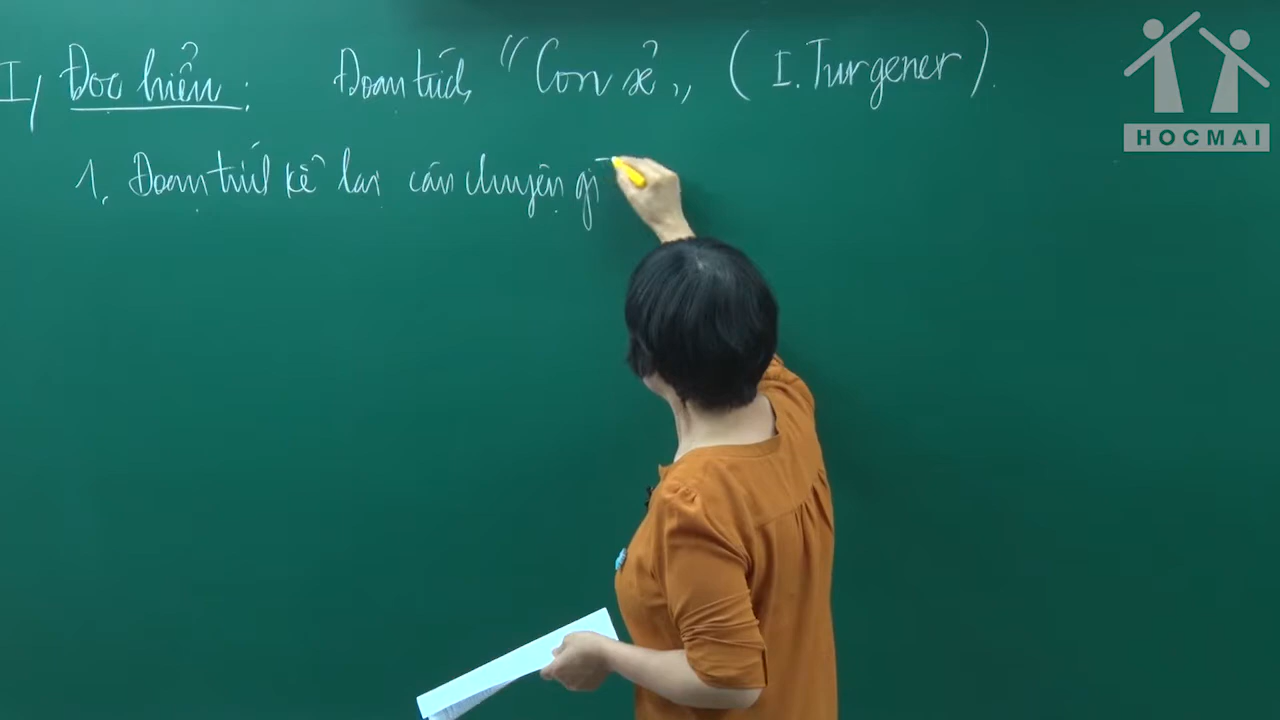 I, Đọc hiểu: Đoạn trích "Con sẻ" (I. Turgenev).
HOCMAI
1. Đoạn trích kể lại câu chuyện gì